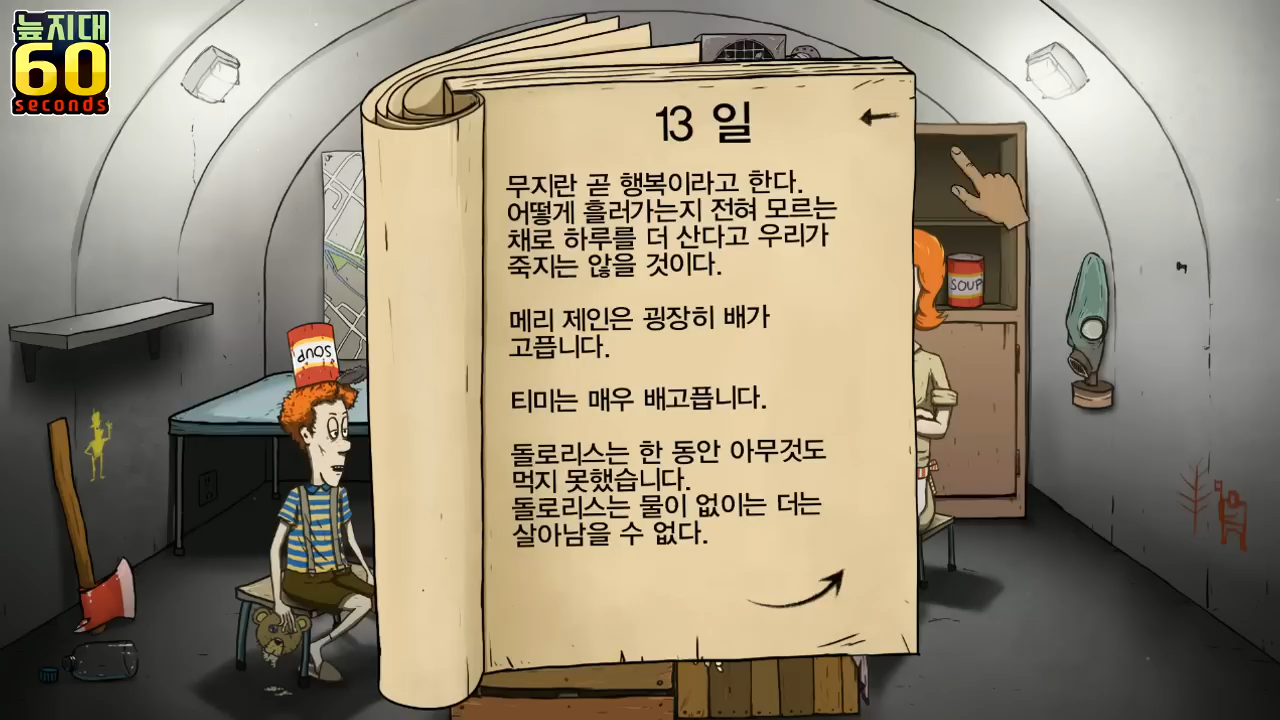 늪지대
60
seconds
13 일
무지란 곧 행복이라고 한다.
어떻게 흘러가는지 전혀 모르는
채로 하루를 더 산다고 우리가
죽지는 않을 것이다.
메리 제인은 굉장히 배가
고픕니다.
티미는 매우 배고픕니다.
돌로리스는 한 동안 아무것도
먹지 못했습니다.
돌로리스는 물이 없이는 더는
살아남을 수 없다.
SOUP
SOUP